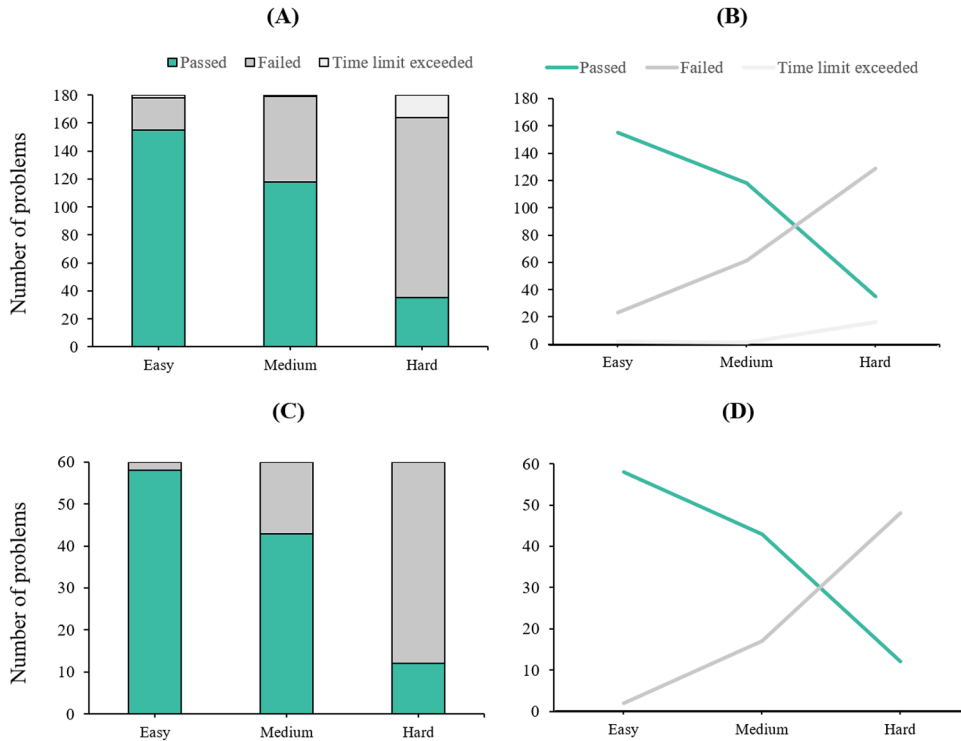 (A)
Passed Failed Time limit exceeded
180
160
140
120
100
80
60
40
20
0
Number of problems
Easy Medium Hard
(B)
Passed Failed Time limit exceeded
180
160
140
120
100
80
60
40
20
0
Easy Medium Hard
(C)
60
50
40
30
20
10
0
Number of problems
Easy Medium Hard
(D)
60
50
40
30
20
10
0
Easy Medium Hard